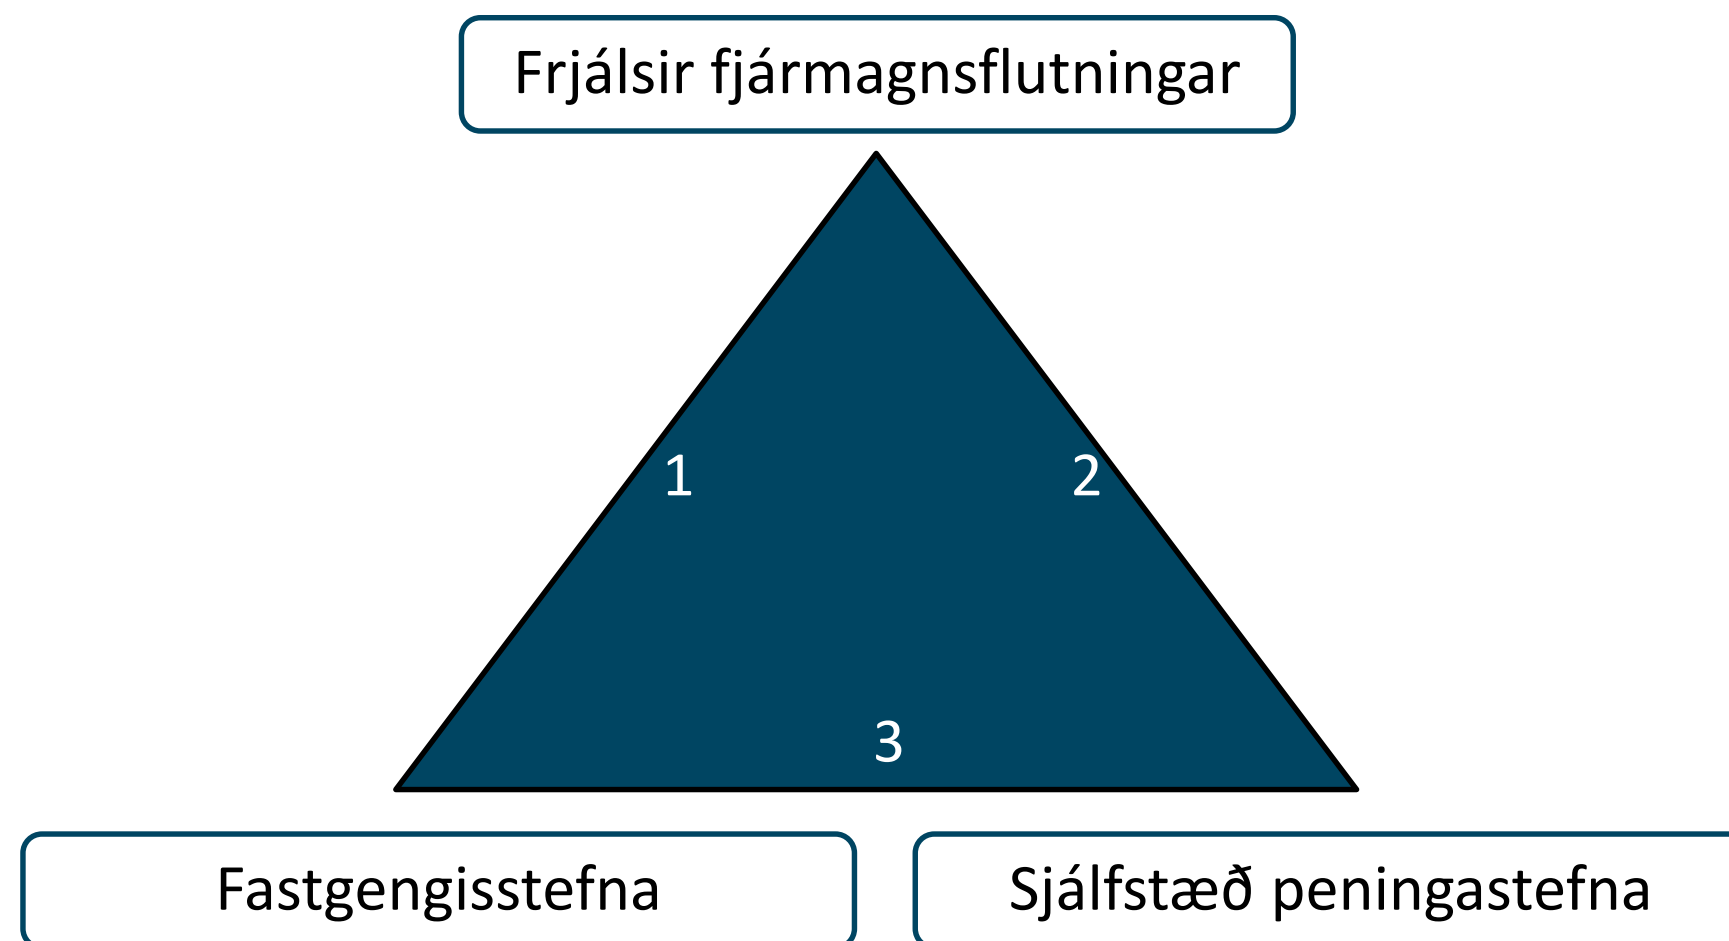 Frjálsir fjármagnsflutningar
1
2
3
Fastgengisstefna
Sjálfstæð peningastefna